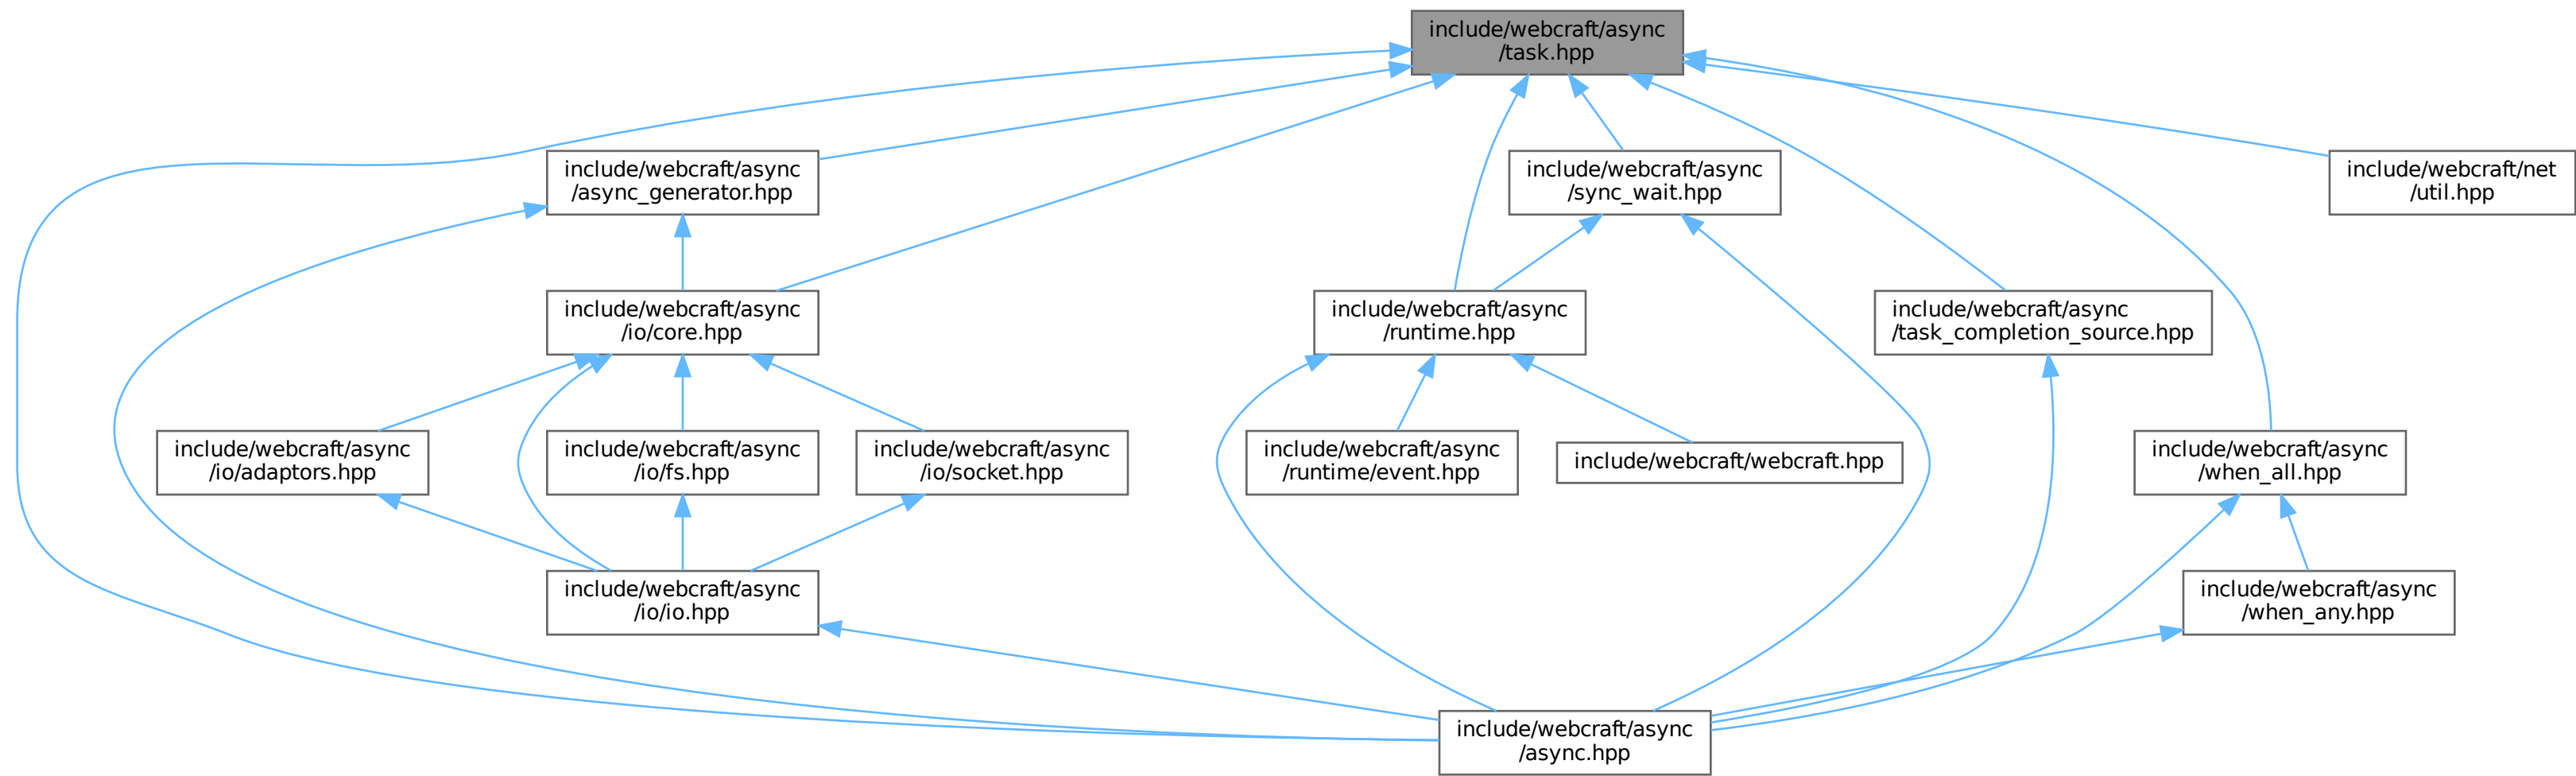 include/webcraft/async
/task.hpp
include/webcraft/async
/async_generator.hpp
include/webcraft/async
/sync_wait.hpp
include/webcraft/net
/util.hpp
include/webcraft/async
/io/core.hpp
include/webcraft/async
/runtime.hpp
include/webcraft/async
/task_completion_source.hpp
include/webcraft/async
/io/adaptors.hpp
include/webcraft/async
/io/fs.hpp
include/webcraft/async
/io/socket.hpp
include/webcraft/async
/runtime/event.hpp
include/webcraft/webcraft.hpp
include/webcraft/async
/when_all.hpp
include/webcraft/async
/io/io.hpp
include/webcraft/async
/when_any.hpp
include/webcraft/async
/async.hpp